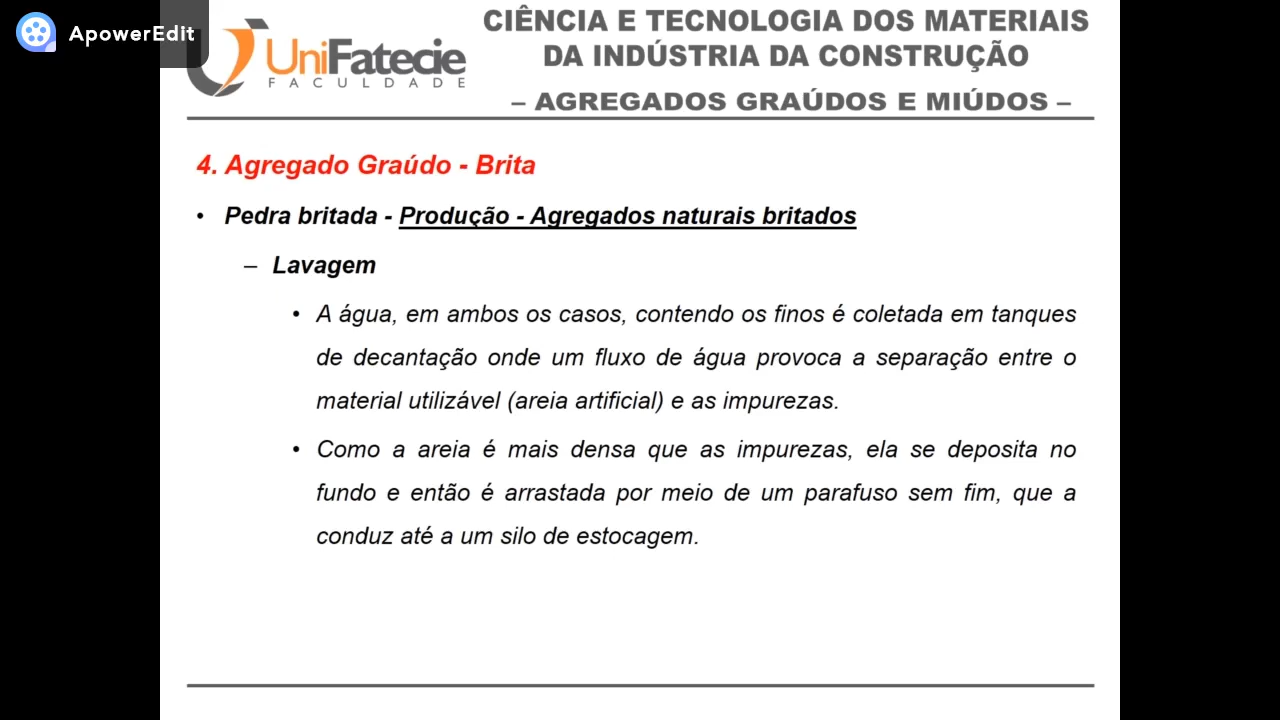 ApowerEdit
UniFatecie
FACULDADE
CIÊNCIA E TECNOLOGIA DOS MATERIAIS
DA INDÚSTRIA DA CONSTRUÇÃO
– AGREGADOS GRAÚDOS E MIÚDOS –
4. Agregado Graúdo - Brita
• Pedra britada - Produção - Agregados naturais britados
– Lavagem
• A água, em ambos os casos, contendo os finos é coletada em tanques
de decantação onde um fluxo de água provoca a separação entre o
material utilizável (areia artificial) e as impurezas.
• Como a areia é mais densa que as impurezas, ela se deposita no
fundo e então é arrastada por meio de um parafuso sem fim, que a
conduz até a um silo de estocagem.